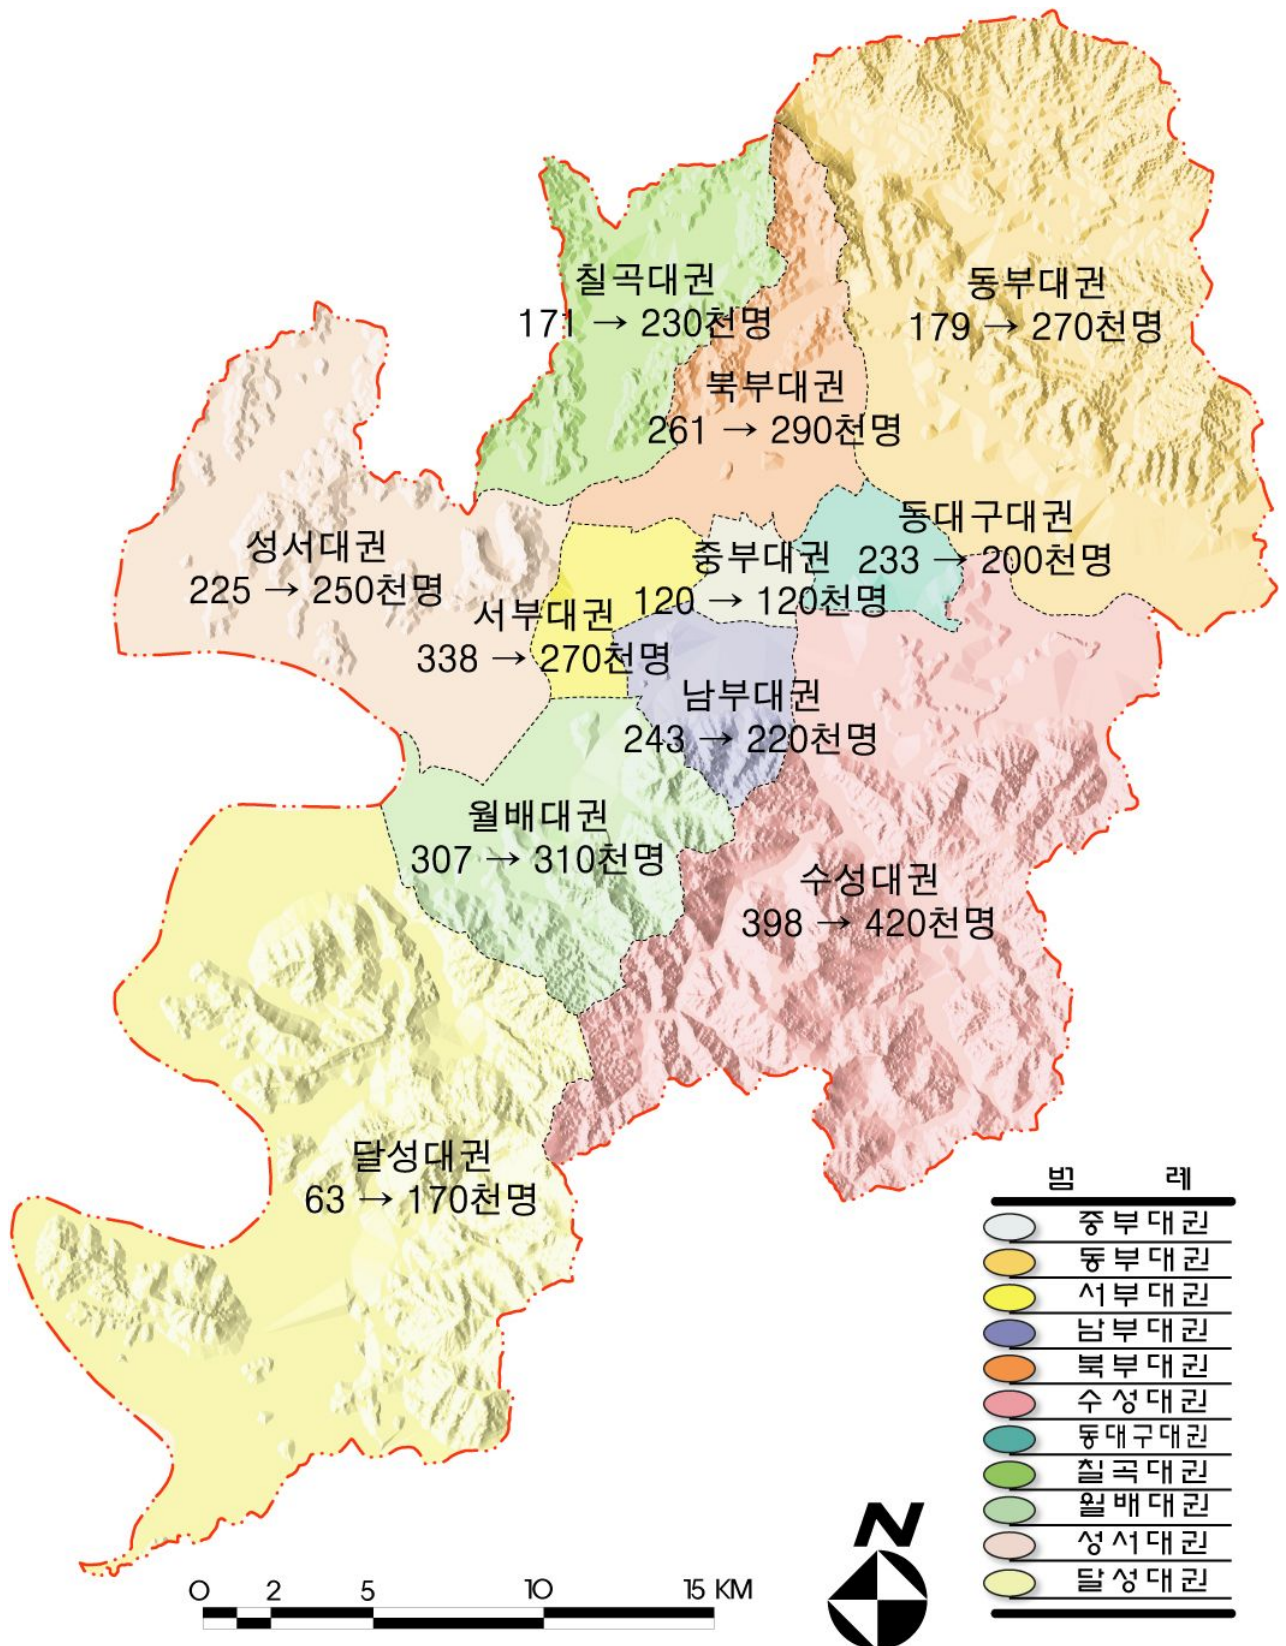 칠곡대권
171 → 230천명
동부대권
179 → 270천명
북부대권
261 → 290천명
동대구대권
233 → 200천명
성서대권
225 → 250천명
중부대권
120 → 120천명
서부대권
338 → 270천명
남부대권
243 → 220천명
월배대권
307 → 310천명
수성대권
398 → 420천명
달성대권
63 → 170천명
범 례
중부대권
동부대권
서부대권
남부대권
북부대권
수성대권
동대구대권
칠곡대권
월배대권
성서대권
달성대권
N
0 2 5 10 15 KM